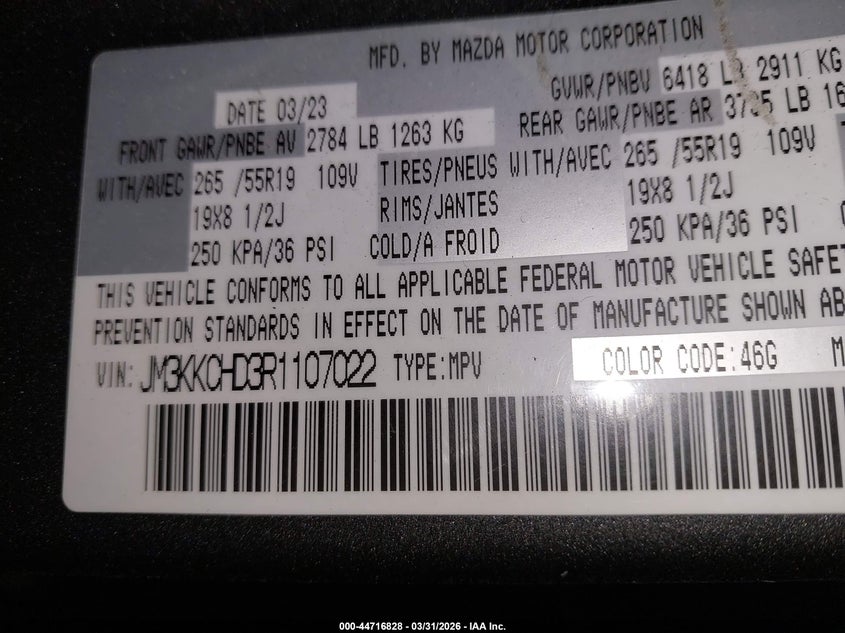 MFD. BY MAZDA MOTOR CORPORATION
DATE 03/23 GVWR/PNBV 6418 LB 2911 KG
FRONT GAWR/PNBE AV 2784 LB 1263 KG REAR GAWR/PNBE AR LB
WITH/AVEC 265 /55R19 109V TIRES/PNEUS WITH/AVEC 265 /55R19 109V
19X8 1/2J RIMS/JANTES 19X8 1/2J
250 KPA/36 PSI COLD/A FROID 250 KPA/36 PSI
THIS VEHICLE CONFORMS TO ALL APPLICABLE FEDERAL MOTOR VEHICLE SAFET
PREVENTION STANDARDS IN EFFECT ON THE DATE OF MANUFACTURE SHOWN AB
VIN: JM3KKCHD3R1107022 TYPE:MPV COLOR CODE:46G M
000-44716828 - 03/31/2026 - IAA Inc.